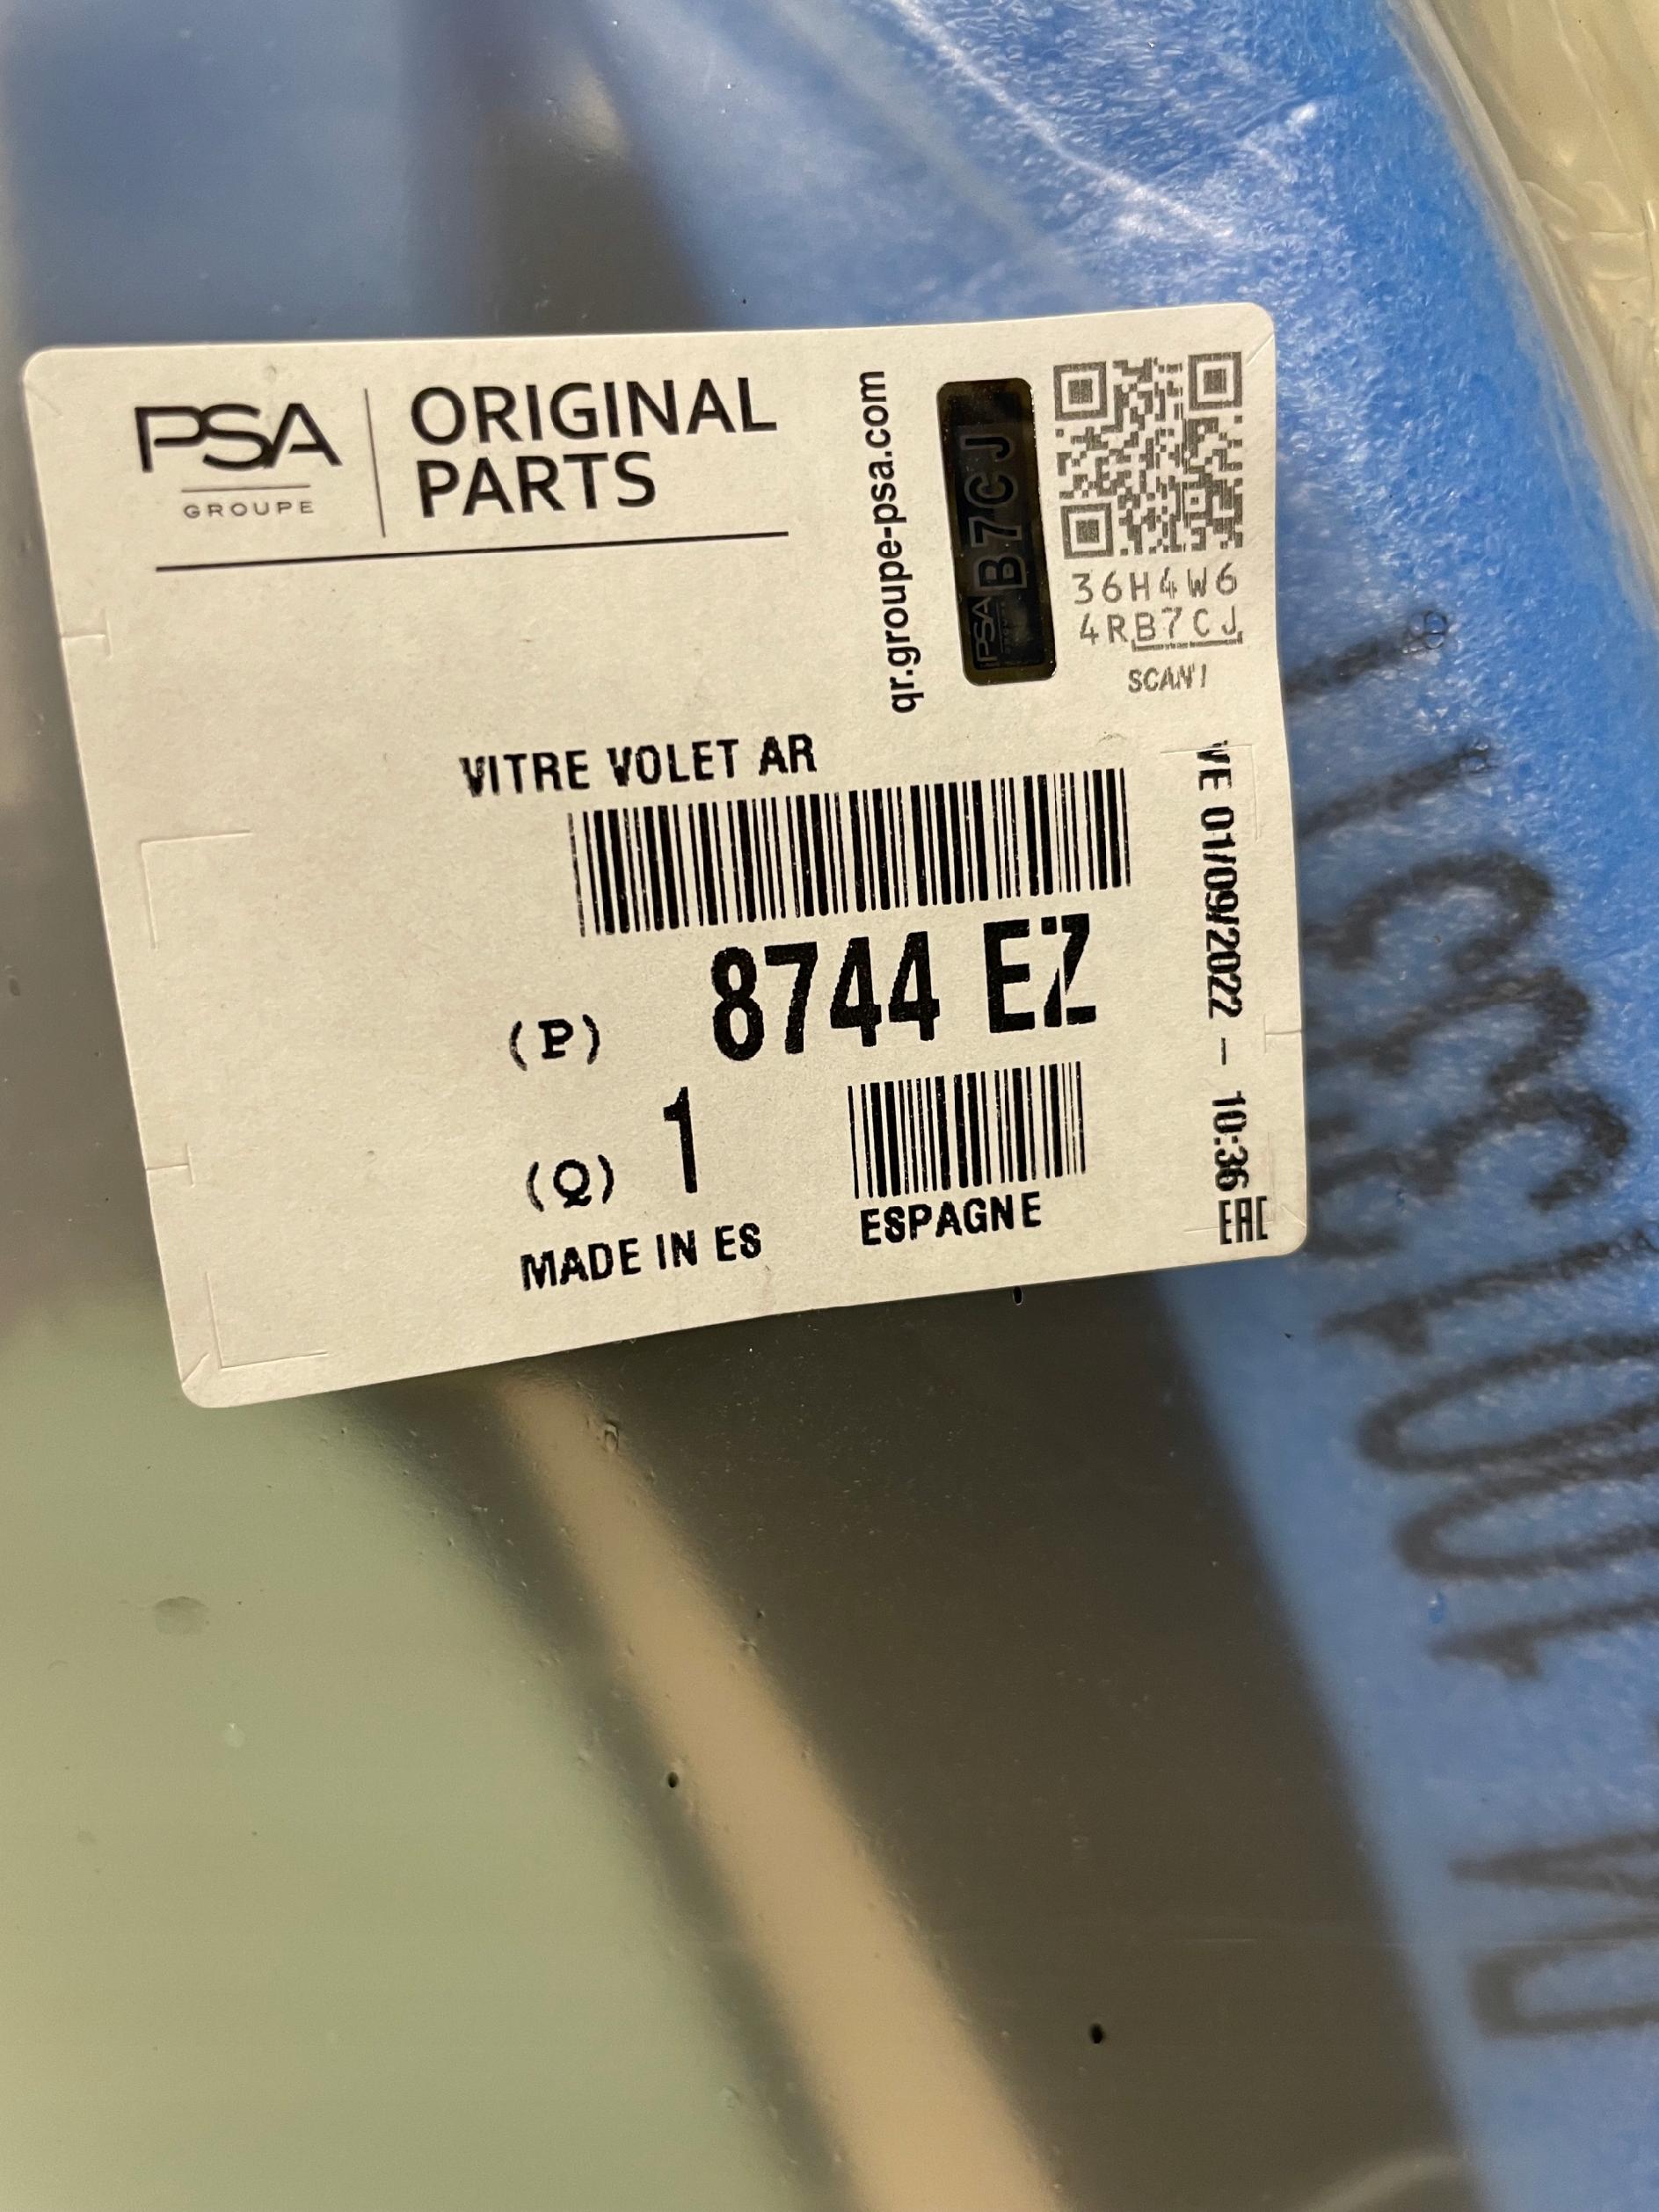 PSA
GROUPE
ORIGINAL
PARTS
qr.groupe-psa.com
PSA B7CJ
36H4W6
4RB7CJ
SCAN!
VITRE VOLET AR
(P) 8744 EZ
(Q) 1
MADE IN ES
ESPAGNE
VE 01/09/2022 - 10:36
EAC